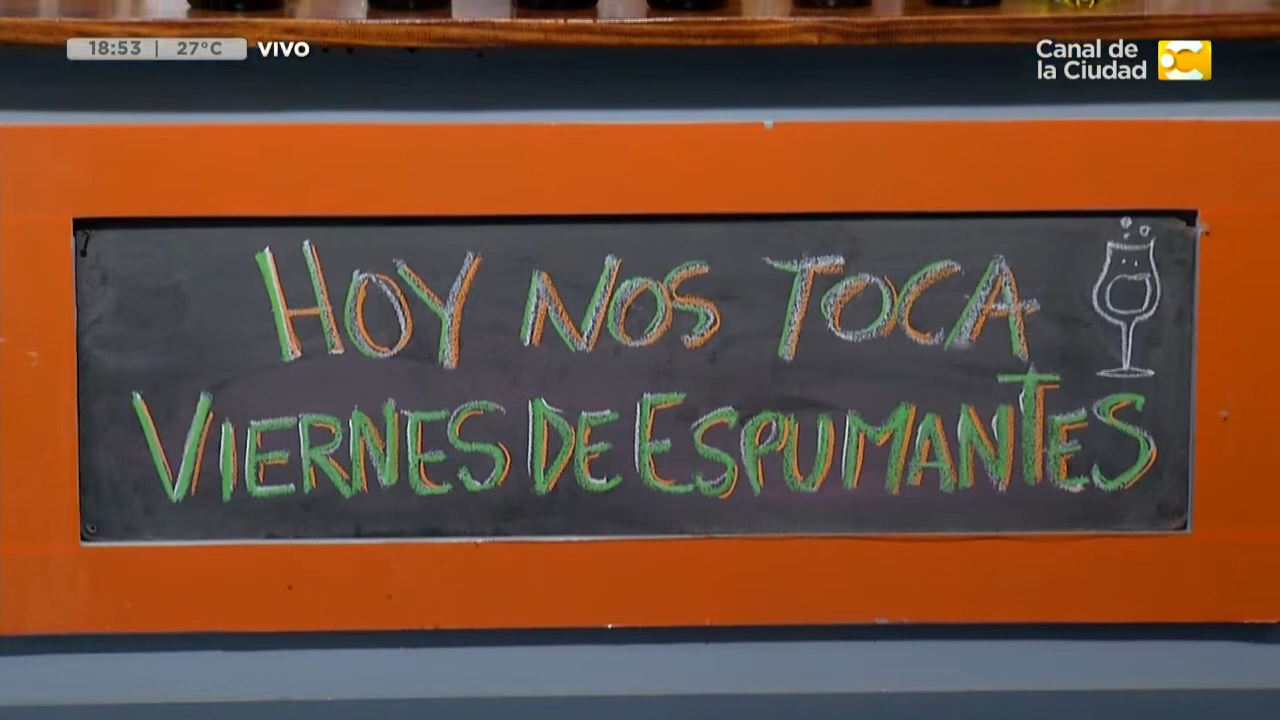 18:53 | 27°C VIVO
Canal de
la Ciudad
HOY NOS TOCA
VIERNES DE ESPUMANTES